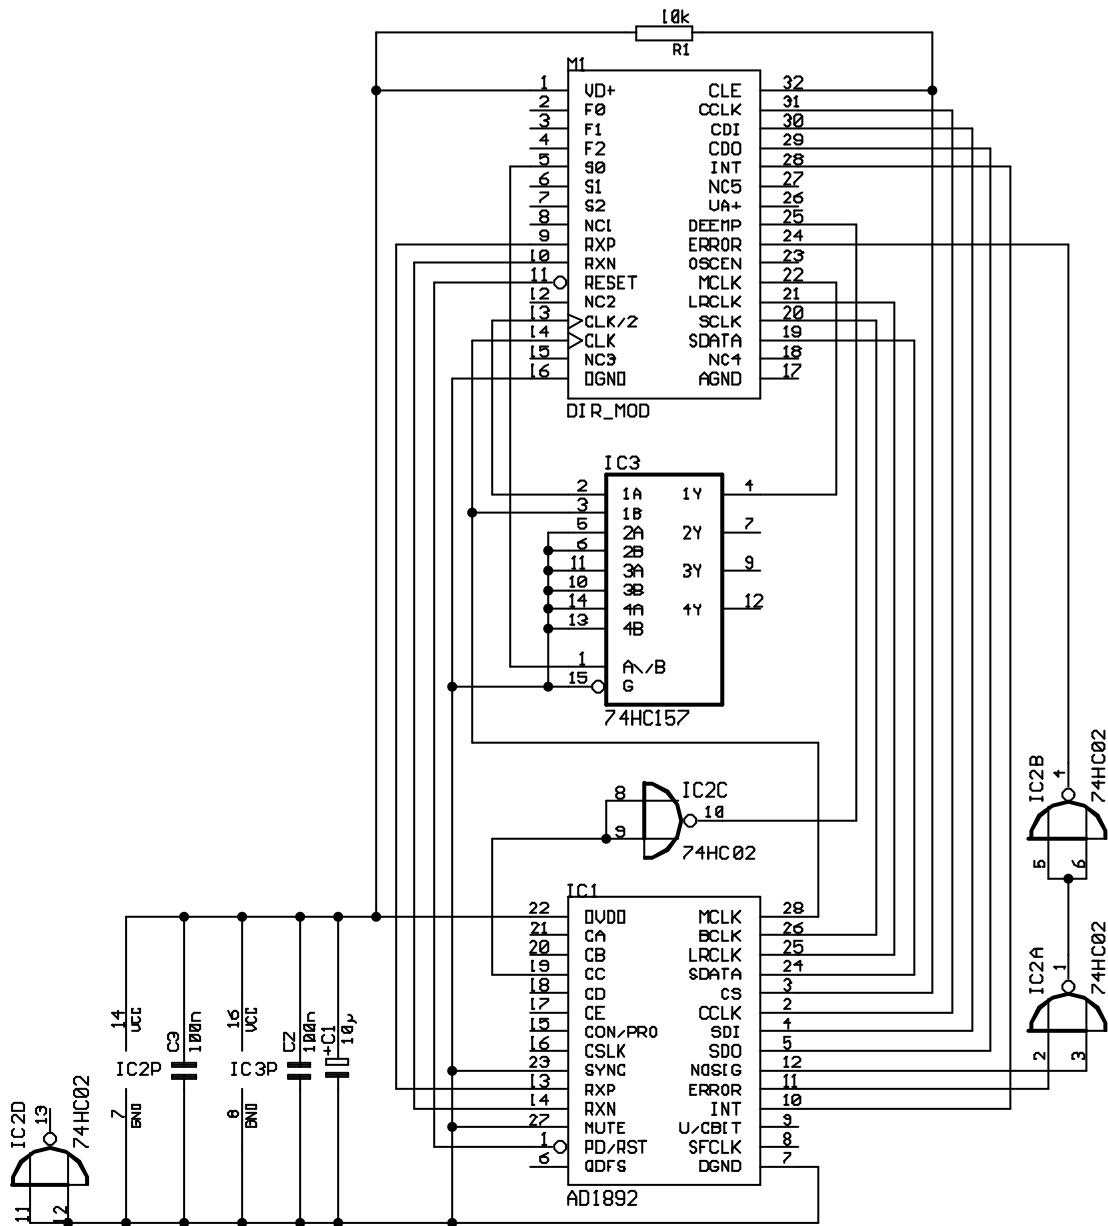 10k
R1
M1
1 VD+ CLE 32
2 F0 CCLK 31
3 F1 CDI 30
4 F2 CDO 29
5 S0 INT 28
6 S1 NC5 27
7 S2 VA+ 26
8 NC1 DEEMP 25
9 RXP ERROR 24
10 RXN OSCEN 23
11 RESET MCLK 22
12 NC2 LRCLK 21
13 CLK/2 SCLK 20
14 CLK SDATA 19
15 NC3 NC4 18
16 DGND AGND 17
DIR_MOD
IC3
2 1A 1Y 4
3 1B
5 2A 2Y 7
6 2B
11 3A 3Y 9
10 3B
14 4A 4Y 12
13 4B
1 A\/B
15 G
74HC157
IC2C
8
9
10
74HC02
IC2B
4
74HC02
5
6
IC2A
1
74HC02
2
3
IC1
22 DVDD MCLK 28
21 CA BCLK 26
20 CB LRCLK 25
19 CC SDATA 24
18 CD CS 3
17 CE CCLK 2
15 CON/PRO SDI 4
16 CSLK SDO 5
23 SYNC NOSIG 12
13 RXP ERROR 11
14 RXN INT 10
27 MUTE U/CBIT 9
1 PD/RST SFCLK 8
6 QDFS DGND 7
AD1892
14
VCC
IC2P
7
GND
C3
100n
16
VCC
IC3P
8
GND
C2
100n
+C1
10µ
IC2D
13
74HC02
11
12